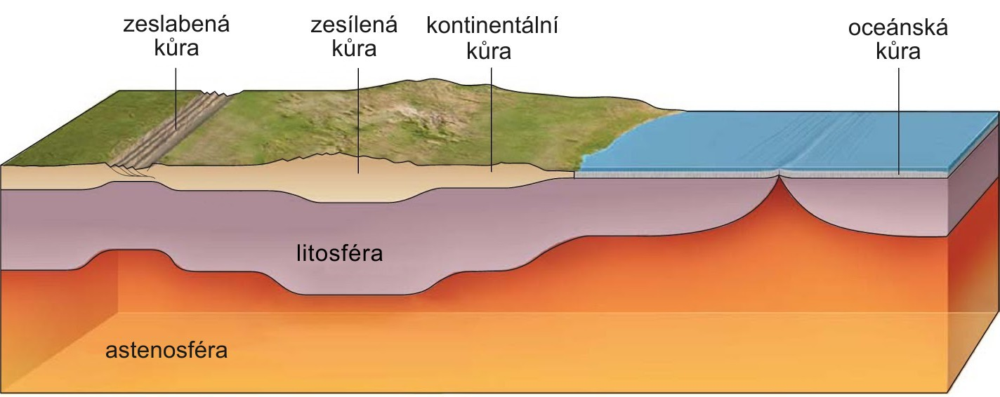 zeslabená
kůra
zesílená
kůra
kontinentální
kůra
oceánská
kůra
litosféra
astenosféra